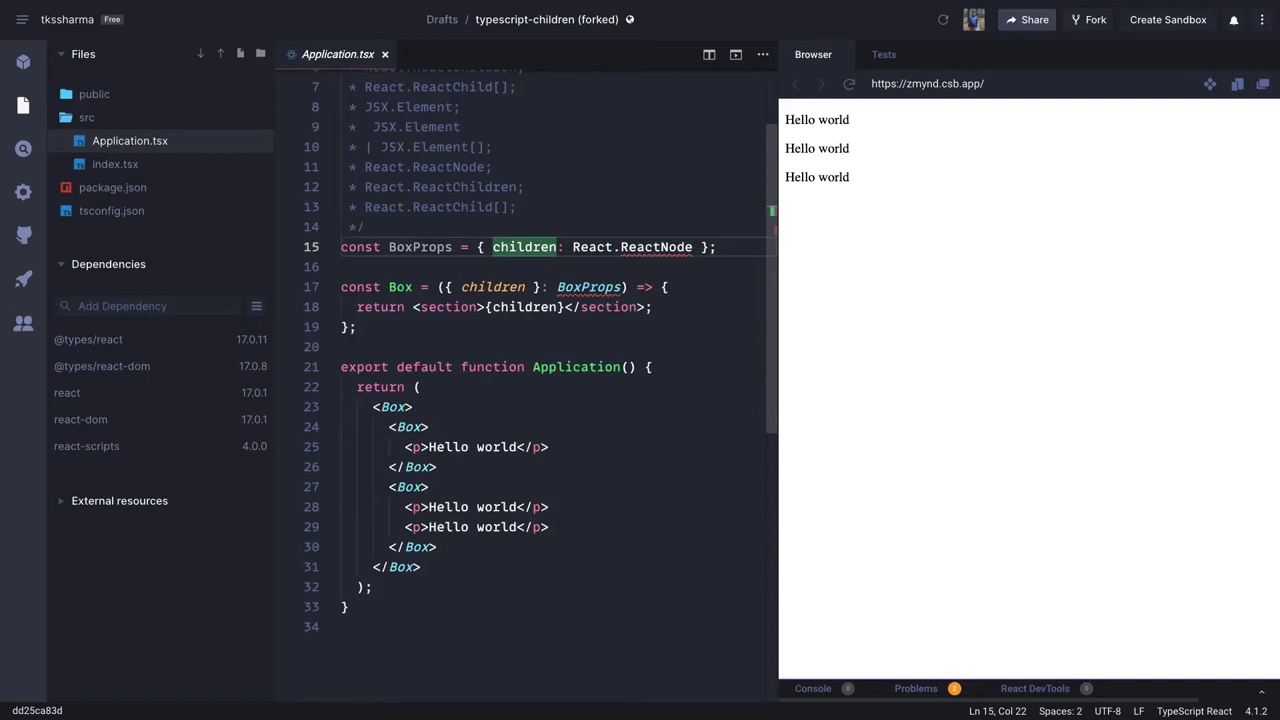 tkssharma Free
Drafts / typescript-children (forked)
Share
Fork
Create Sandbox
Files
public
src
Application.tsx
index.tsx
package.json
tsconfig.json
Dependencies
Add Dependency
@types/react 17.0.11
@types/react-dom 17.0.8
react 17.0.1
react-dom 17.0.1
react-scripts 4.0.0
External resources
dd25ca83d
Application.tsx
7 * React.ReactChild[];
8 * JSX.Element;
9 *  JSX.Element
10 * | JSX.Element[];
11 * React.ReactNode;
12 * React.ReactChildren;
13 * React.ReactChild[];
14 */
15 const BoxProps = { children: React.ReactNode };
16
17 const Box = ({ children }: BoxProps) => {
18   return <section>{children}</section>;
19 };
20
21 export default function Application() {
22   return (
23     <Box>
24       <Box>
25         <p>Hello world</p>
26       </Box>
27       <Box>
28         <p>Hello world</p>
29         <p>Hello world</p>
30       </Box>
31     </Box>
32   );
33 }
34
Browser Tests
https://zmynd.csb.app/
Hello world
Hello world
Hello world
Console 0 Problems 2 React DevTools 0
Ln 15, Col 22 Spaces: 2 UTF-8 LF TypeScript React 4.1.2